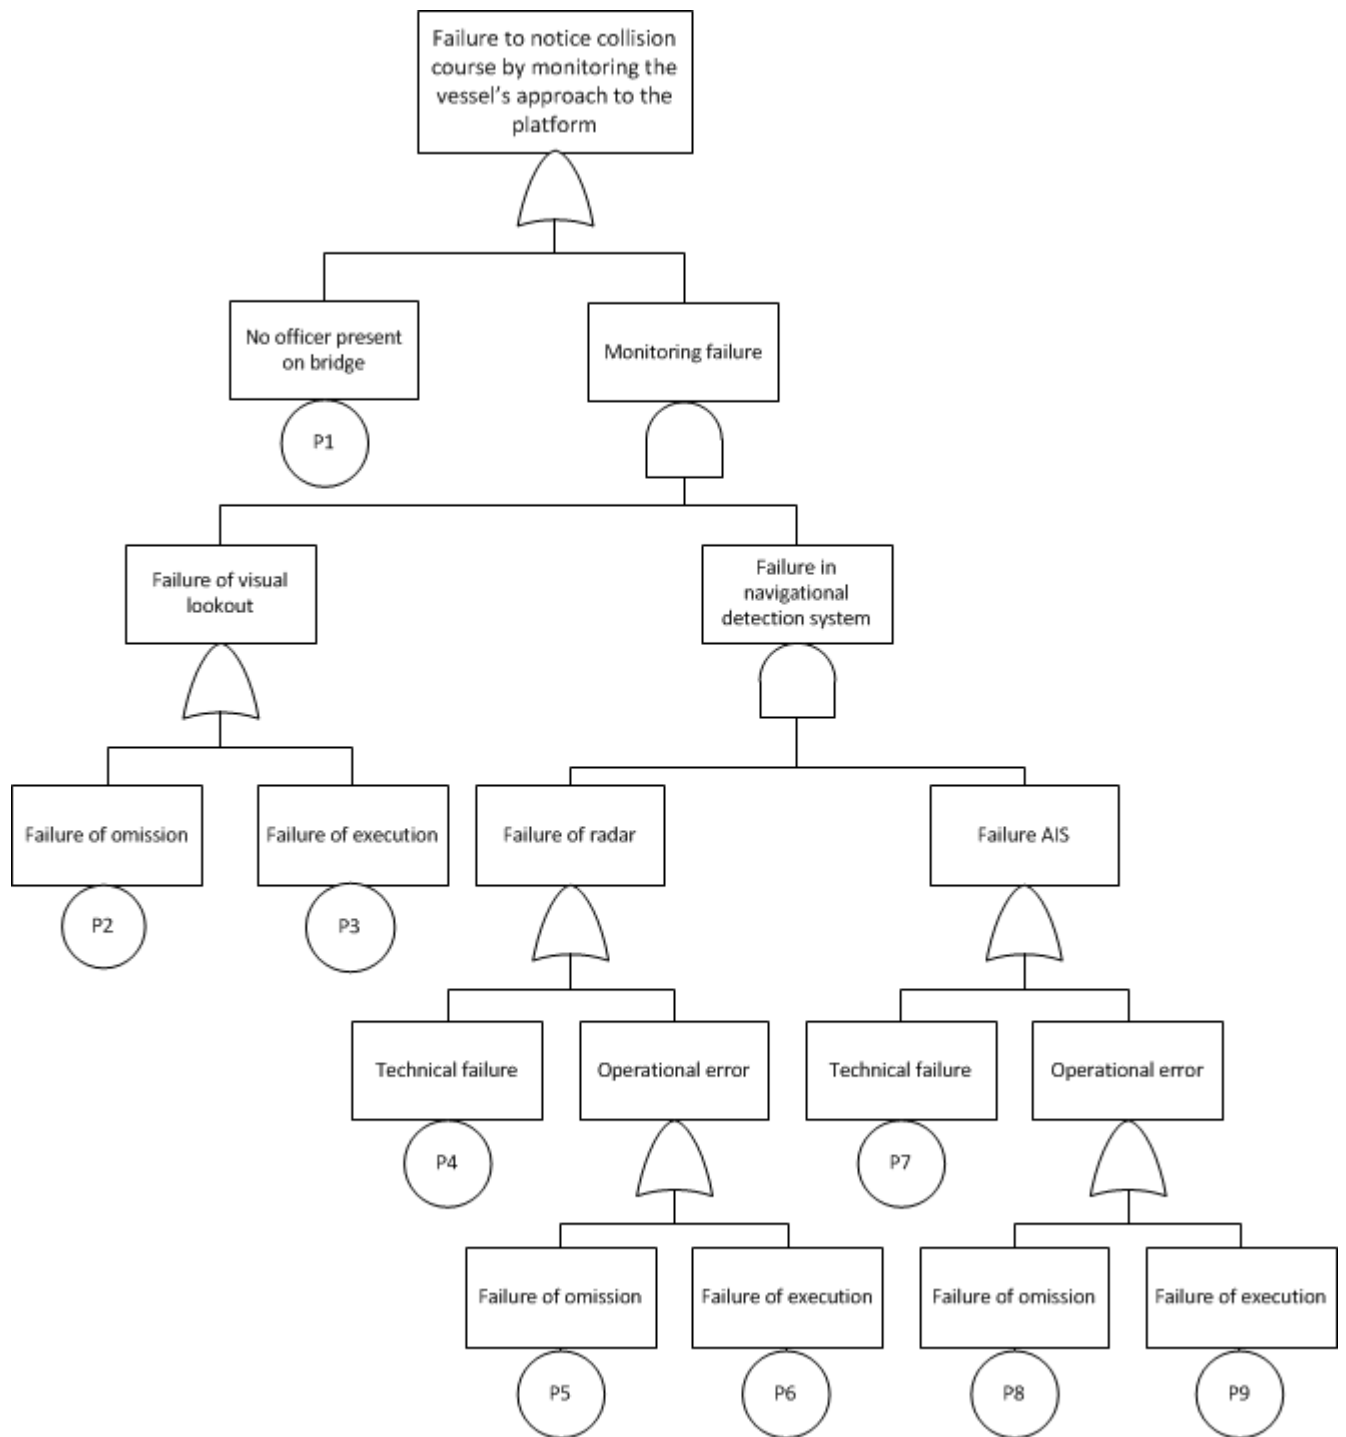 Failure to notice collision
course by monitoring the
vessel's approach to the
platform
No officer present
on bridge
Monitoring failure
P1
Failure of visual
lookout
Failure in
navigational
detection system
Failure of omission
Failure of execution
Failure of radar
Failure AIS
P2
P3
Technical failure
Operational error
Technical failure
Operational error
P4
P7
Failure of omission
Failure of execution
Failure of omission
Failure of execution
P5
P6
P8
P9